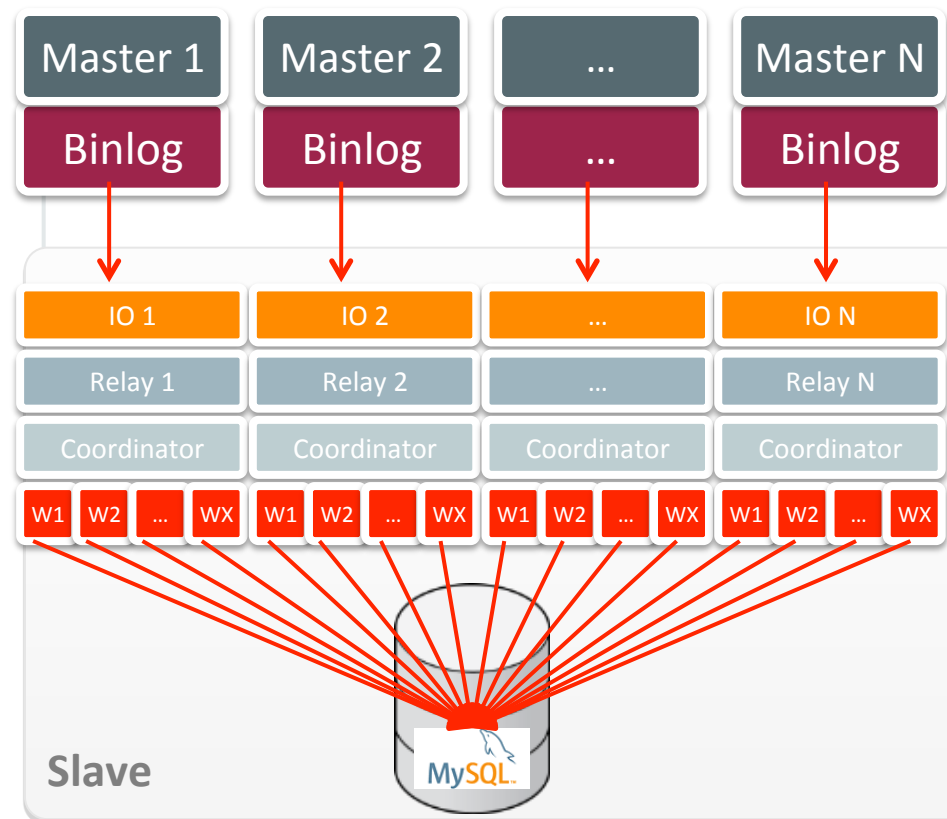 Master 1 Master 2 ... Master N
Binlog Binlog ... Binlog
IO 1 IO 2 ... IO N
Relay 1 Relay 2 ... Relay N
Coordinator Coordinator Coordinator Coordinator
W1 W2 ... WX W1 W2 ... WX W1 W2 ... WX W1 W2 ... WX
MySQL™
Slave